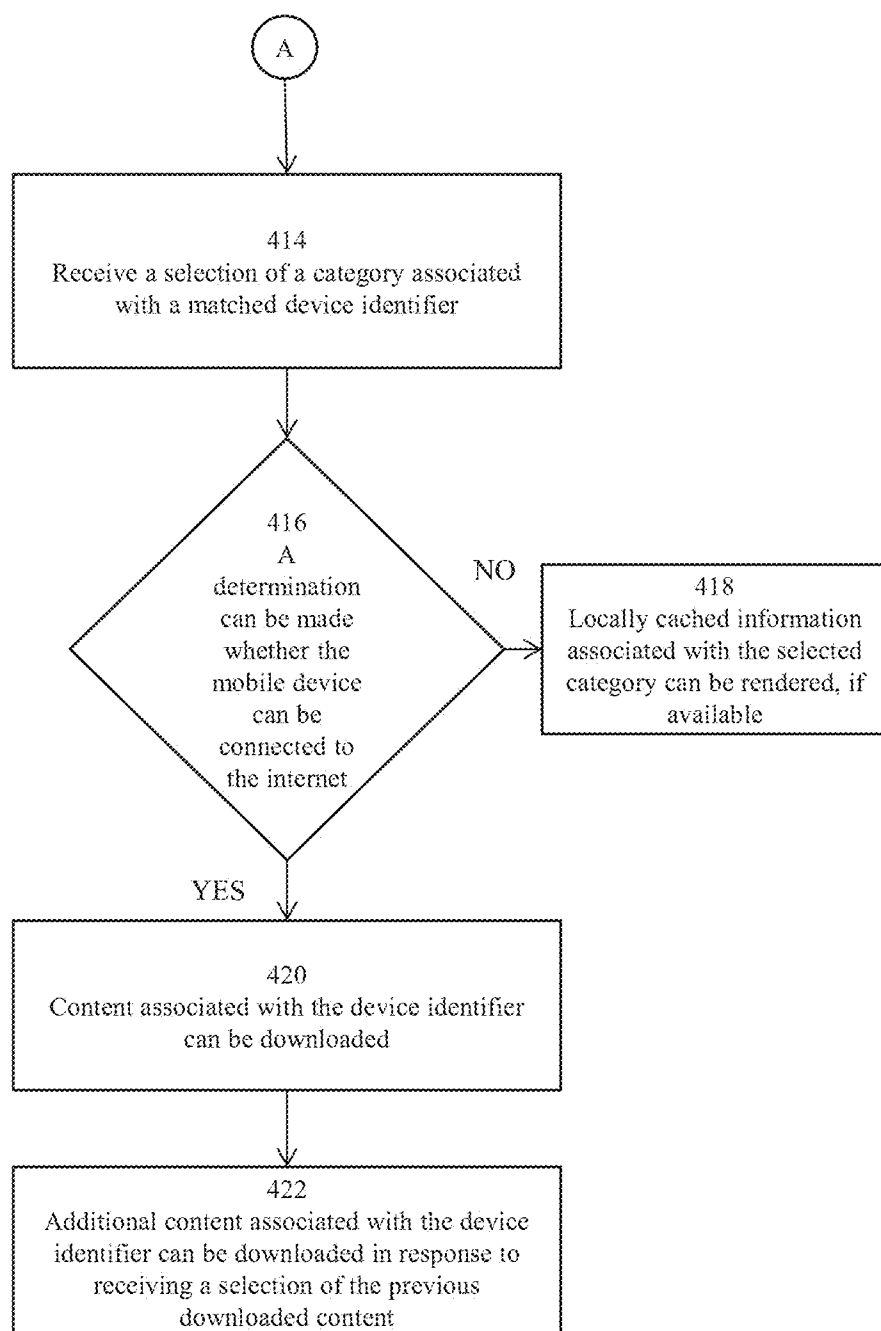 A
414
Receive a selection of a category associated
with a matched device identifier
416
A
determination
can be made
whether the
mobile device
can be
connected to
the internet
NO
418
Locally cached information
associated with the selected
category can be rendered, if
available
YES
420
Content associated with the device identifier
can be downloaded
422
Additional content associated with the device
identifier can be downloaded in response to
receiving a selection of the previous
downloaded content